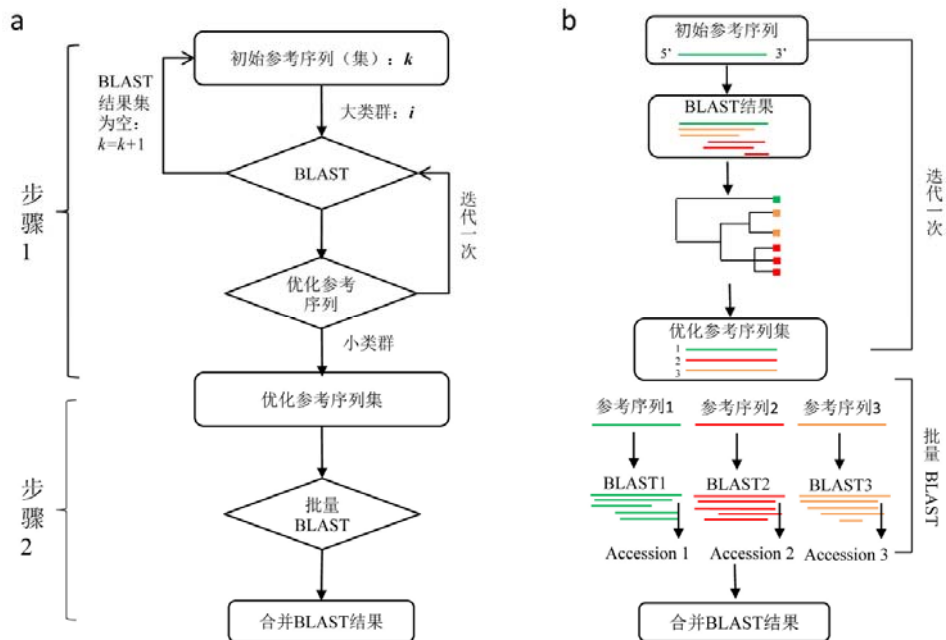 a
初始参考序列（集）：k
BLAST
结果集
为空：
k=k+1
大类群：i
BLAST
迭代一次
优化参考
序列
小类群
步骤1
优化参考序列集
批量
BLAST
步骤2
合并BLAST结果
b
初始参考序列
5’ 3’
BLAST结果
迭代一次
优化参考序列集
1
2
3
参考序列1 参考序列2 参考序列3
批量 BLAST
BLAST1 BLAST2 BLAST3
Accession 1 Accession 2 Accession 3
合并BLAST结果